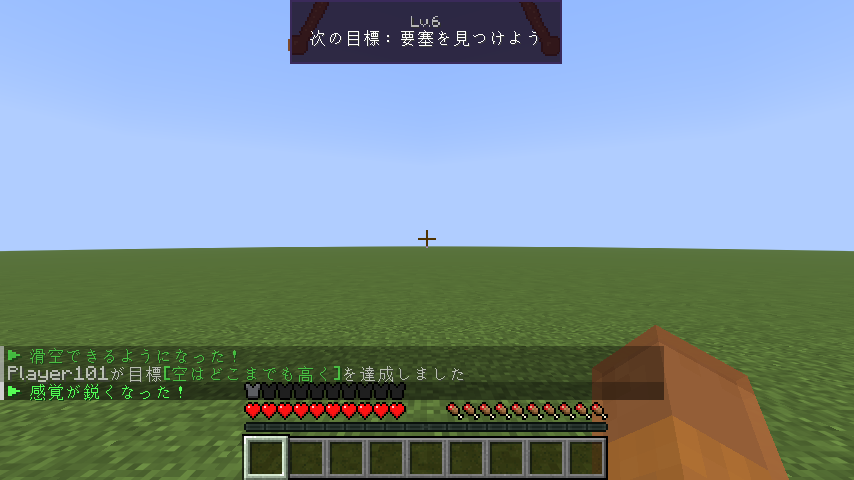 Lv.6
次の目標：要塞を見つけよう
滑空できるようになった！
Player101が目標[空はどこまでも高く]を達成しました
感覚が鋭くなった！